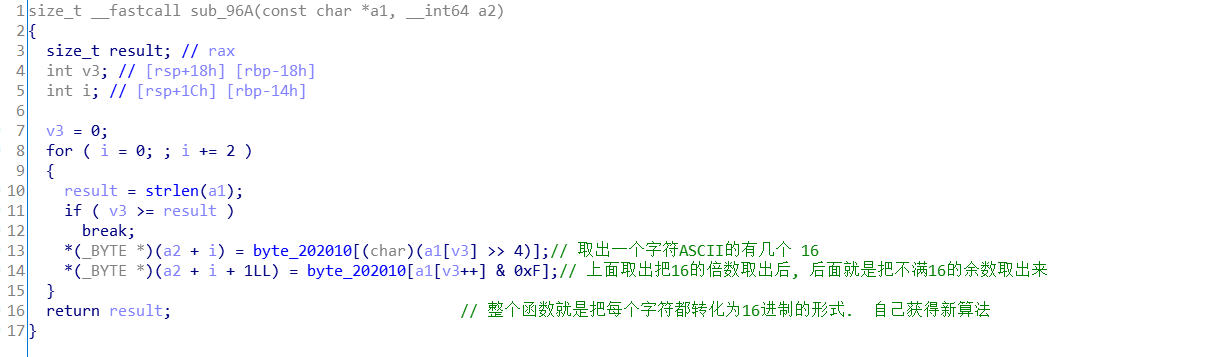 1 size_t __fastcall sub_96A(const char *a1, __int64 a2)
2 {
3 size_t result; // rax
4 int v3; // [rsp+18h] [rbp-18h]
5 int i; // [rsp+1Ch] [rbp-14h]
6
7 v3 = 0;
8 for ( i = 0; ; i += 2 )
9 {
10 result = strlen(a1);
11 if ( v3 >= result )
12 break;
13 *(_BYTE *)(a2 + i) = byte_202010[(char)(a1[v3] >> 4)];// 取出一个字符ASCII的有几个 16
14 *(_BYTE *)(a2 + i + 1LL) = byte_202010[a1[v3++] & 0xF];// 上面取出把16的倍数取出后, 后面就是把不满16的余数取出来
15 }
16 return result; // 整个函数就是把每个字符都转化为16进制的形式. 自己获得新算法
17 }